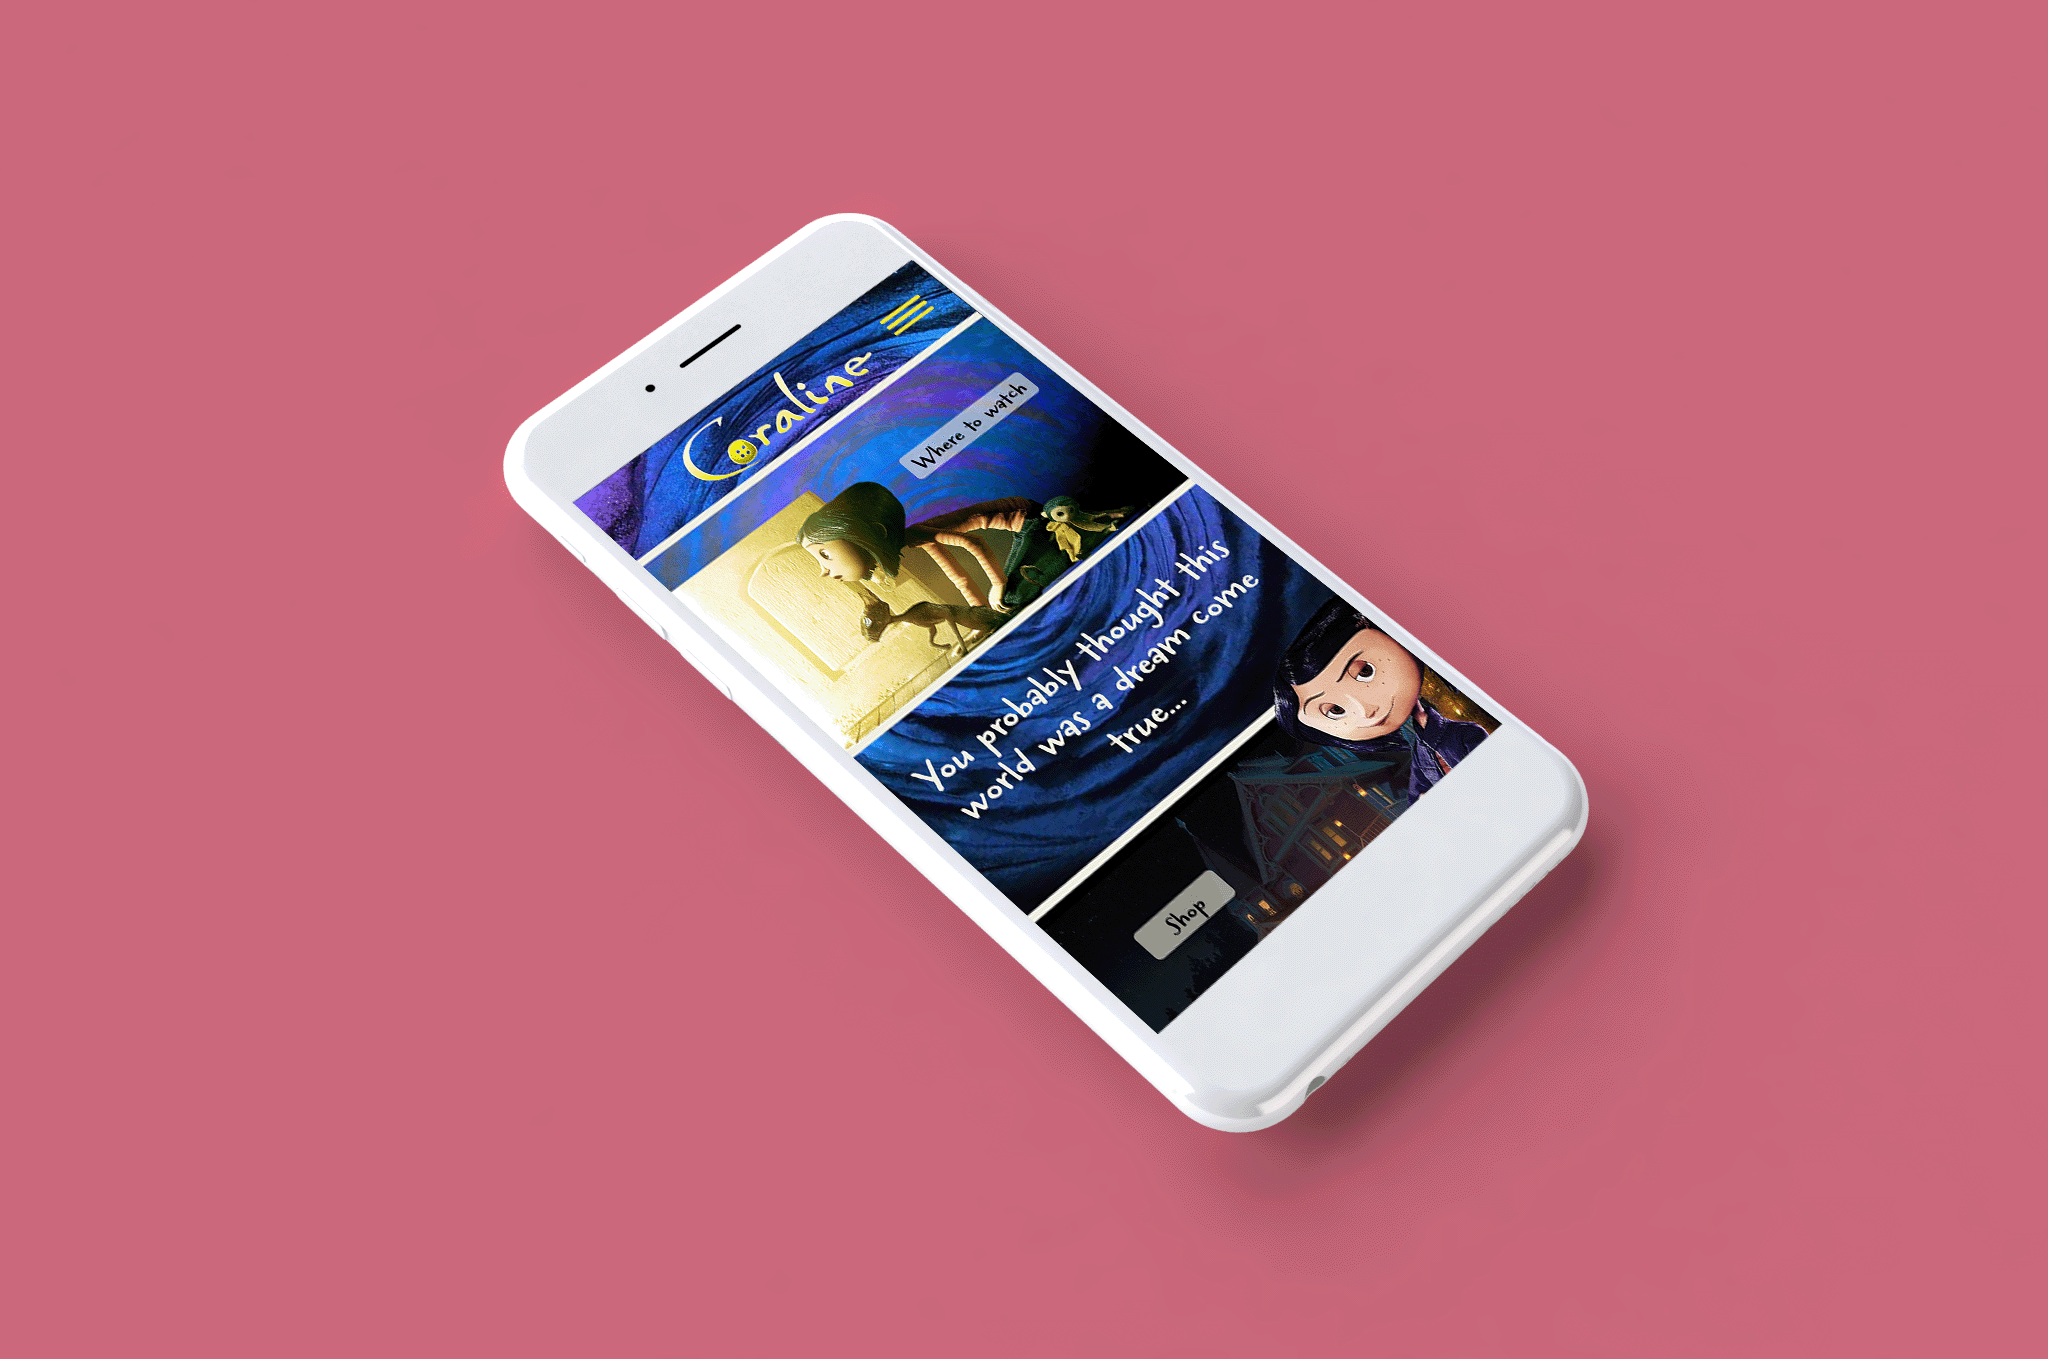 Coraline
Where to watch
You probably thought this
world was a dream come
true...
Shop